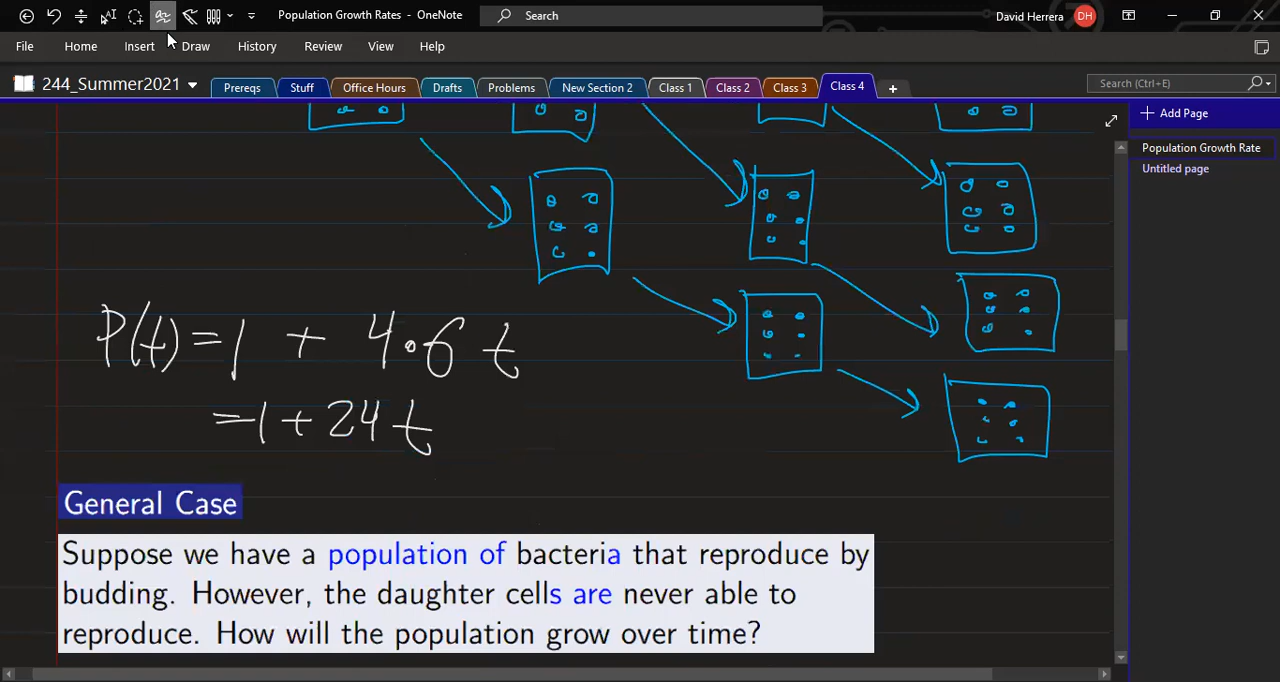 Population Growth Rates - OneNote
Search
David Herrera DH
File Home Insert Draw History Review View Help
244_Summer2021
Prereqs Stuff Office Hours Drafts Problems New Section 2 Class 1 Class 2 Class 3 Class 4
Search (Ctrl+E)
Add Page
Population Growth Rate
Untitled page
P(t) = 1 + 4•6 t
= 1 + 24 t
General Case
Suppose we have a population of bacteria that reproduce by
budding. However, the daughter cells are never able to
reproduce. How will the population grow over time?